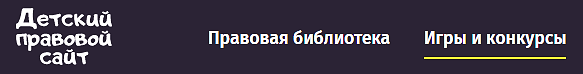 Детский
правовой
сайт
Правовая библиотека
Игры и конкурсы